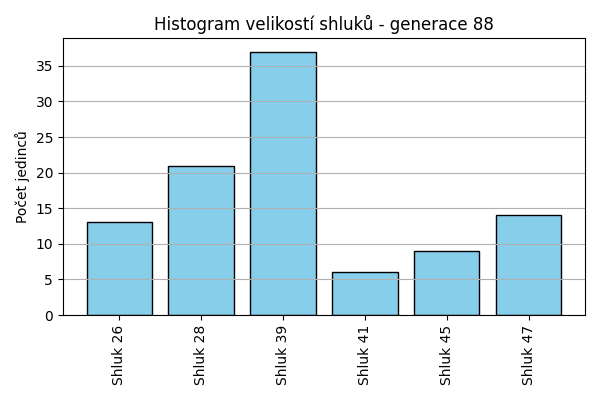 Histogram velikostí shluků - generace 88
Počet jedinců
35
30
25
20
15
10
5
0
Shluk 26
Shluk 28
Shluk 39
Shluk 41
Shluk 45
Shluk 47